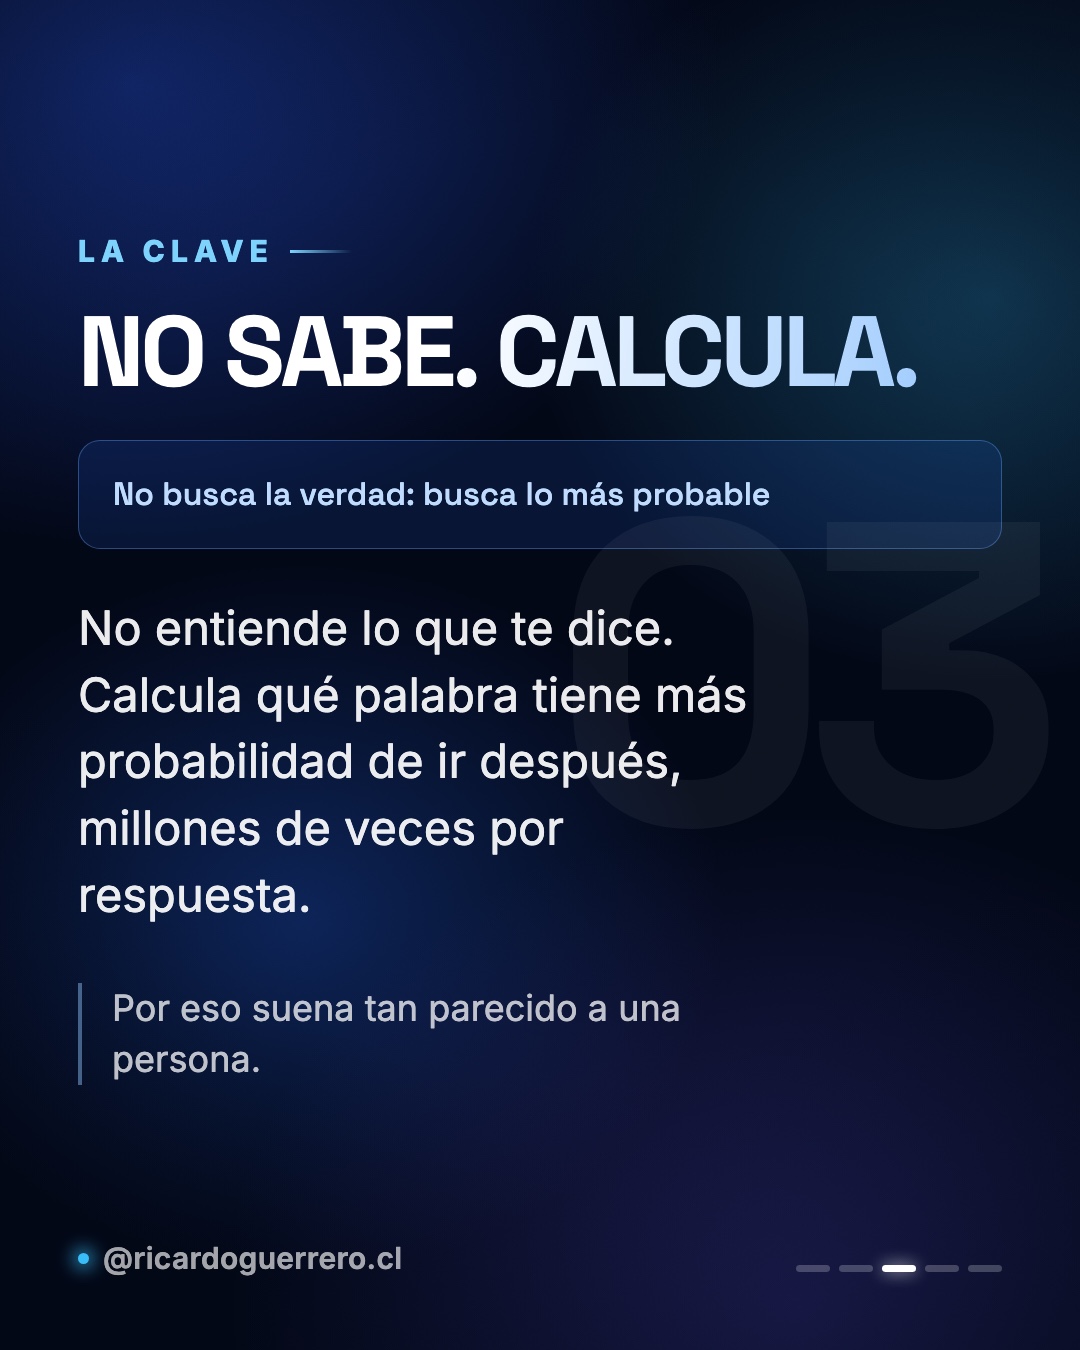 LA CLAVE
NO SABE. CALCULA.
No busca la verdad: busca lo más probable
03
No entiende lo que te dice.
Calcula qué palabra tiene más
probabilidad de ir después,
millones de veces por
respuesta.
Por eso suena tan parecido a una
persona.
@ricardoguerrero.cl